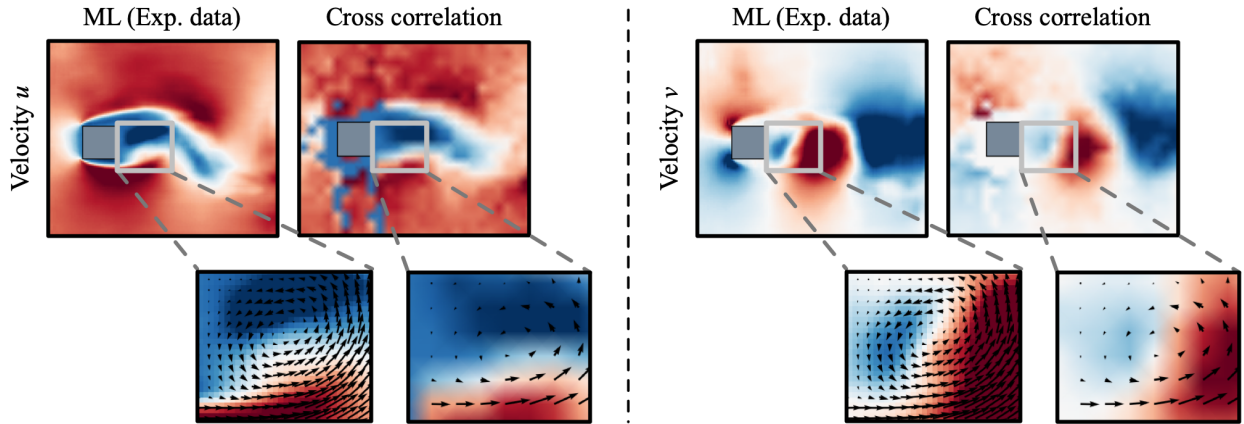 ML (Exp. data) Cross correlation
Velocity u
ML (Exp. data) Cross correlation
Velocity v